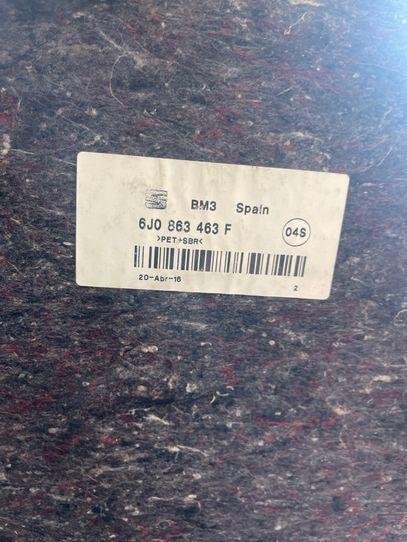 BM3 Spain
6J0 863 463 F
>PET+SBR<
04S
20-Abr-16
2